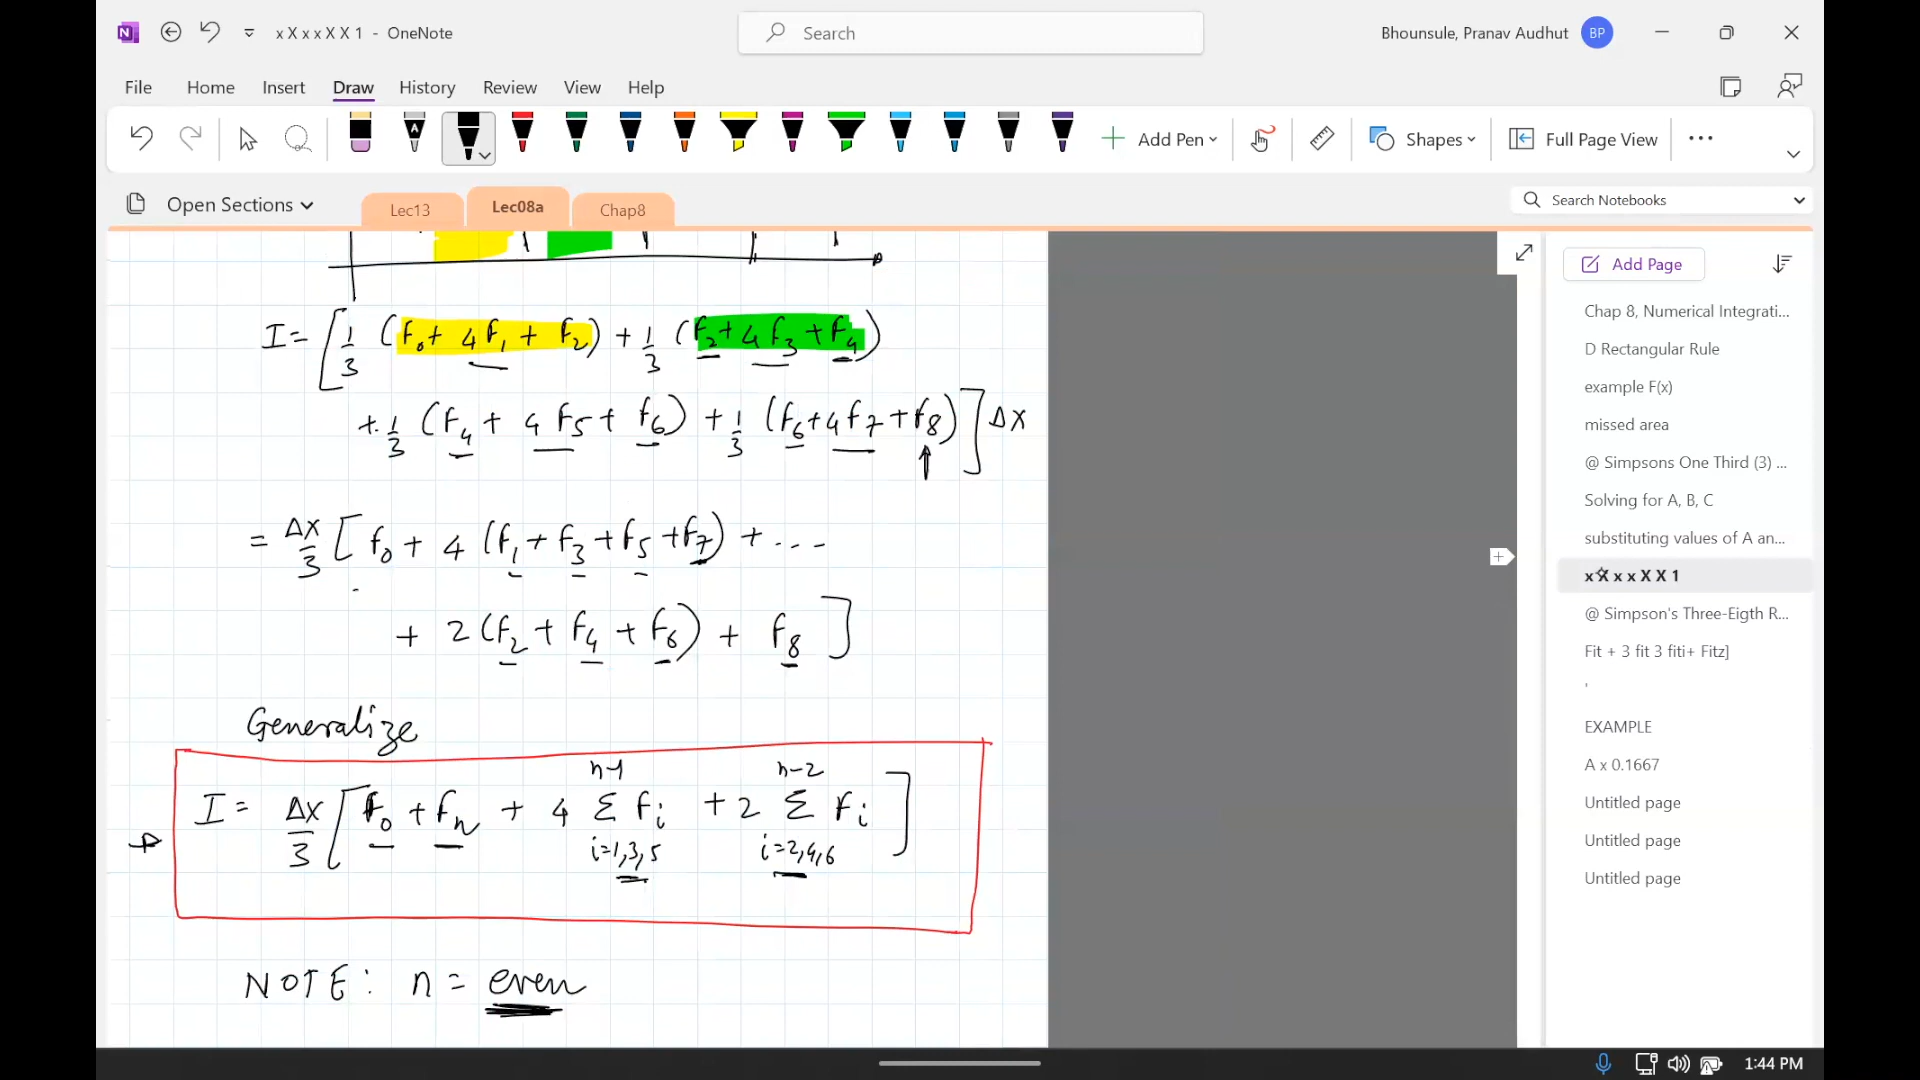 x X x x X X 1 - OneNote
Search
Bhounsule, Pranav Audhut
BP
File Home Insert Draw History Review View Help
A
Add Pen
Shapes
Full Page View
Open Sections
Lec13
Lec08a
Chap8
Search Notebooks
I = [ 1/3 (f₀ + 4f₁ + f₂) + 1/3 (f₂ + 4f₃ + f₄)
+ 1/3 (f₄ + 4f₅ + f₆) + 1/3 (f₆ + 4f₇ + f₈) ] Δx
= Δx/3 [ f₀ + 4 (f₁ + f₃ + f₅ + f₇) + ...
+ 2 (f₂ + f₄ + f₆) + f₈ ]
Generalize
n-1 n-2
I = Δx/3 [ f₀ + fₙ + 4 Σ fᵢ + 2 Σ fᵢ ]
i=1,3,5 i=2,4,6
NOTE: n = even
Add Page
Chap 8, Numerical Integrati...
D Rectangular Rule
example F(x)
missed area
@ Simpsons One Third (3) ...
Solving for A, B, C
substituting values of A an...
x X x x X X 1
@ Simpson's Three-Eigth R...
Fit + 3 fit 3 fiti+ Fitz]
'
EXAMPLE
A x 0.1667
Untitled page
Untitled page
Untitled page
1:44 PM